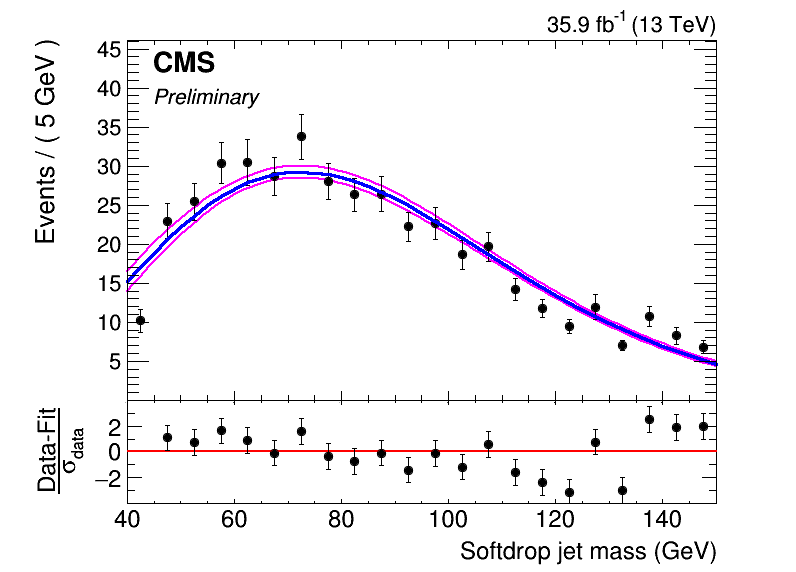 35.9 fb-1 (13 TeV)
CMS
Preliminary
Events / ( 5 GeV )
45
40
35
30
25
20
15
10
5
Data-Fit
σdata
2
0
−2
40 60 80 100 120 140
Softdrop jet mass (GeV)